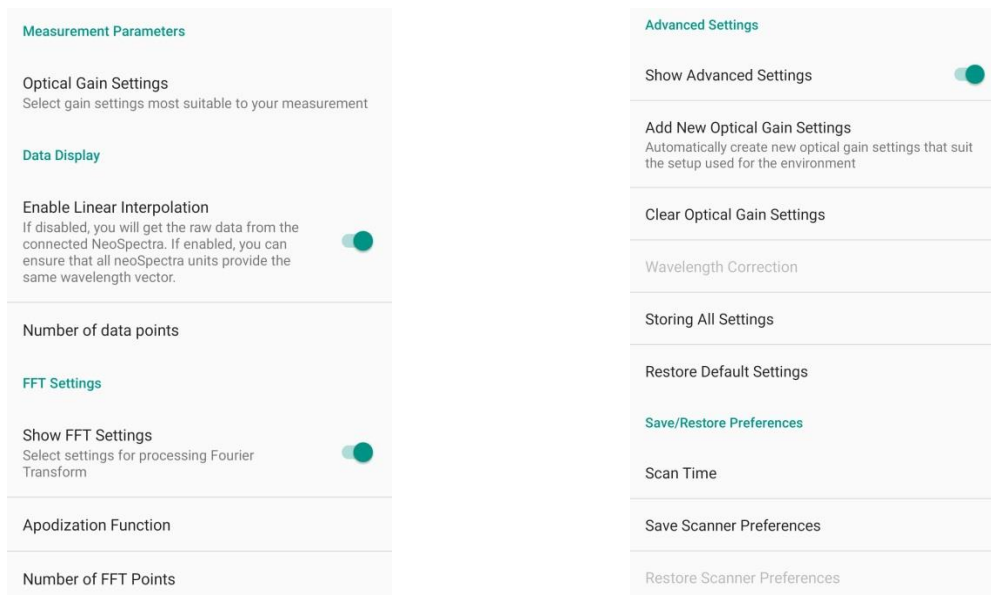 Measurement Parameters
Optical Gain Settings
Select gain settings most suitable to your measurement
Data Display
Enable Linear Interpolation
If disabled, you will get the raw data from the
connected NeoSpectra. If enabled, you can
ensure that all neoSpectra units provide the
same wavelength vector.
Number of data points
FFT Settings
Show FFT Settings
Select settings for processing Fourier
Transform
Apodization Function
Number of FFT Points
Advanced Settings
Show Advanced Settings
Add New Optical Gain Settings
Automatically create new optical gain settings that suit
the setup used for the environment
Clear Optical Gain Settings
Wavelength Correction
Storing All Settings
Restore Default Settings
Save/Restore Preferences
Scan Time
Save Scanner Preferences
Restore Scanner Preferences